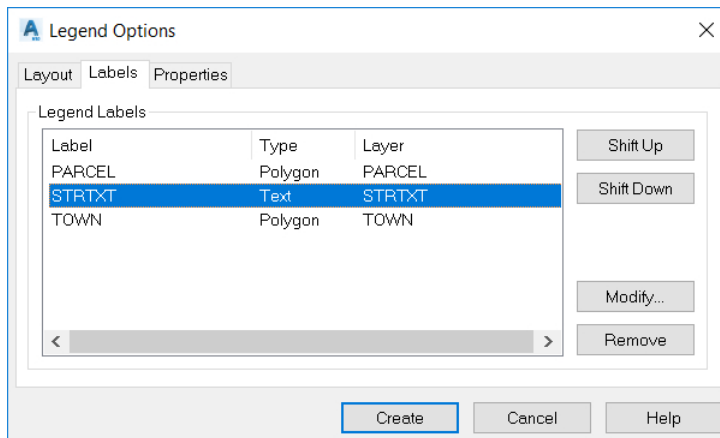 Legend Options
Layout Labels Properties
Legend Labels
Label Type Layer
PARCEL Polygon PARCEL
STRTXT Text STRTXT
TOWN Polygon TOWN
Shift Up
Shift Down
Modify...
Remove
Create Cancel Help